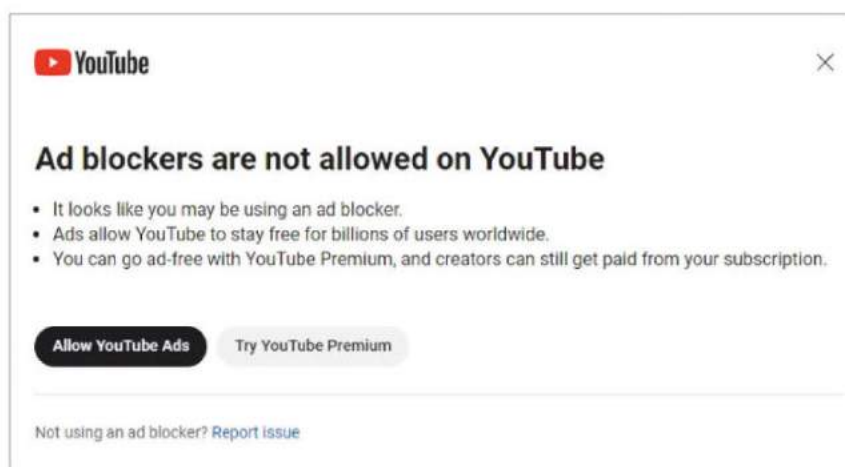 YouTube
Ad blockers are not allowed on YouTube
• It looks like you may be using an ad blocker.
• Ads allow YouTube to stay free for billions of users worldwide.
• You can go ad-free with YouTube Premium, and creators can still get paid from your subscription.
Allow YouTube Ads Try YouTube Premium
Not using an ad blocker? Report issue